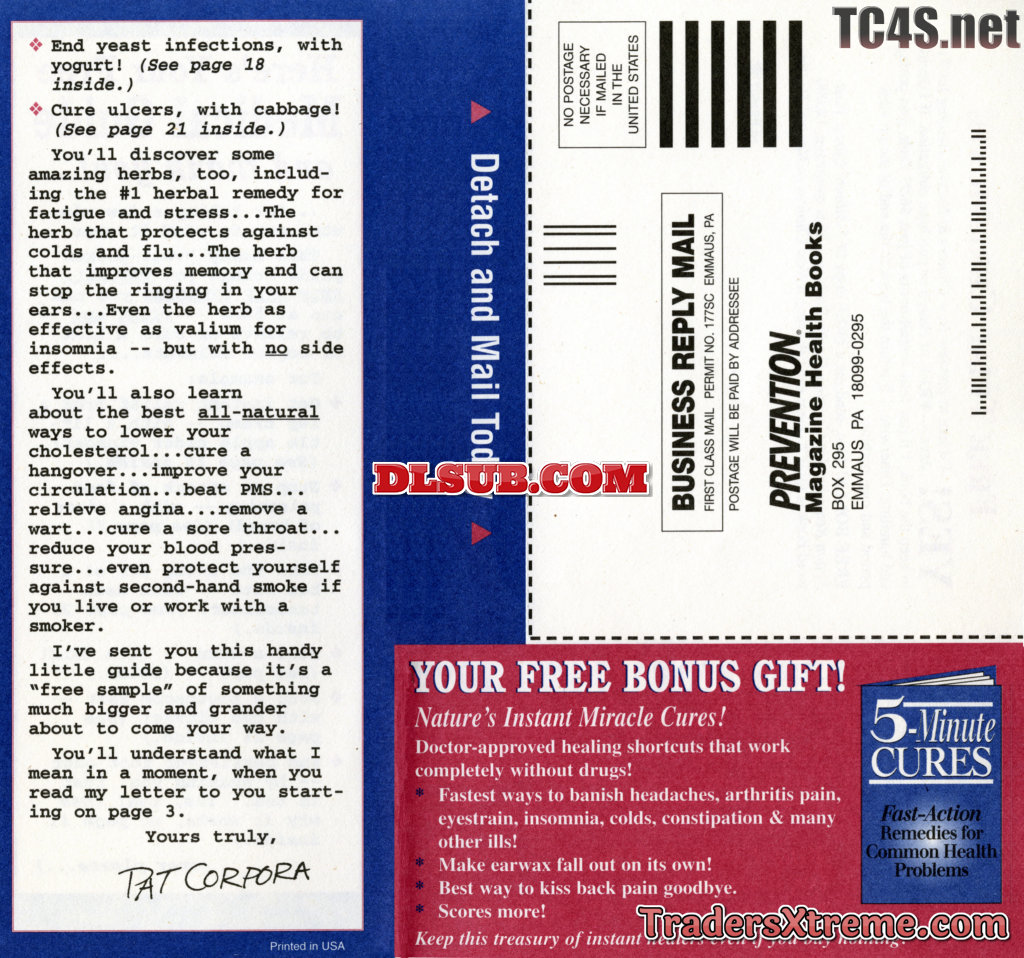 ❖ End yeast infections, with
yogurt! (See page 18
inside.)
❖ Cure ulcers, with cabbage!
(See page 21 inside.)
You'll discover some
amazing herbs, too, includ-
ing the #1 herbal remedy for
fatigue and stress...The
herb that protects against
colds and flu...The herb
that improves memory and can
stop the ringing in your
ears...Even the herb as
effective as valium for
insomnia -- but with no side
effects.
You'll also learn
about the best all-natural
ways to lower your
cholesterol...cure a
hangover...improve your
circulation...beat PMS...
relieve angina...remove a
wart...cure a sore throat...
reduce your blood pres-
sure...even protect yourself
against second-hand smoke if
you live or work with a
smoker.
I've sent you this handy
little guide because it's a
"free sample" of something
much bigger and grander
about to come your way.
You'll understand what I
mean in a moment, when you
read my letter to you start-
ing on page 3.
Yours truly,
PAT CORPORA
Printed in USA
Detach and Mail Today
NO POSTAGE
NECESSARY
IF MAILED
IN THE
UNITED STATES
BUSINESS REPLY MAIL
FIRST CLASS MAIL PERMIT NO. 177SC EMMAUS, PA
POSTAGE WILL BE PAID BY ADDRESSEE
PREVENTION®
Magazine Health Books
BOX 295
EMMAUS PA 18099-0295
TC4S.net
DLSUB.COM
YOUR FREE BONUS GIFT!
Nature's Instant Miracle Cures!
Doctor-approved healing shortcuts that work
completely without drugs!
* Fastest ways to banish headaches, arthritis pain,
eyestrain, insomnia, colds, constipation & many
other ills!
* Make earwax fall out on its own!
* Best way to kiss back pain goodbye.
* Scores more!
Keep this treasury of instant healers even if you buy nothing!
5-Minute
CURES
Fast-Action
Remedies for
Common Health
Problems
TradersXtreme.com